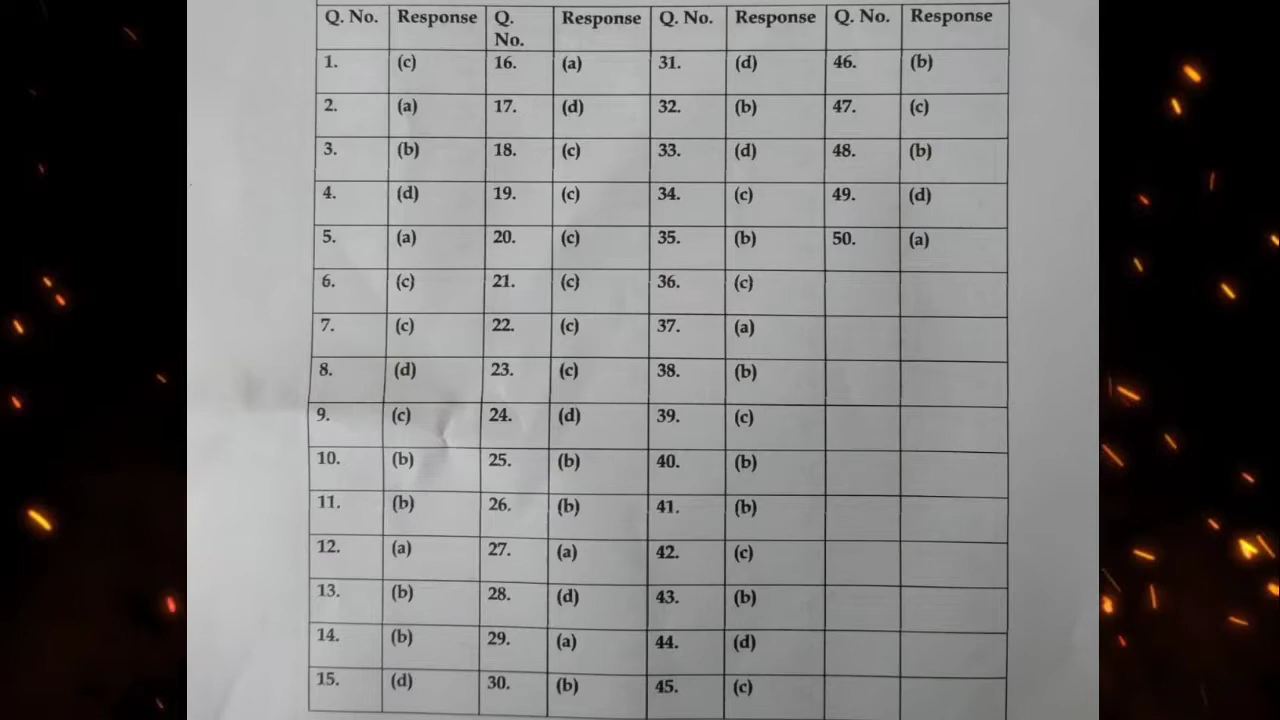 Q. No. Response Q. No. Response Q. No. Response Q. No. Response
1. (c) 16. (a) 31. (d) 46. (b)
2. (a) 17. (d) 32. (b) 47. (c)
3. (b) 18. (c) 33. (d) 48. (b)
4. (d) 19. (c) 34. (c) 49. (d)
5. (a) 20. (c) 35. (b) 50. (a)
6. (c) 21. (c) 36. (c)
7. (c) 22. (c) 37. (a)
8. (d) 23. (c) 38. (b)
9. (c) 24. (d) 39. (c)
10. (b) 25. (b) 40. (b)
11. (b) 26. (b) 41. (b)
12. (a) 27. (a) 42. (c)
13. (b) 28. (d) 43. (b)
14. (b) 29. (a) 44. (d)
15. (d) 30. (b) 45. (c)